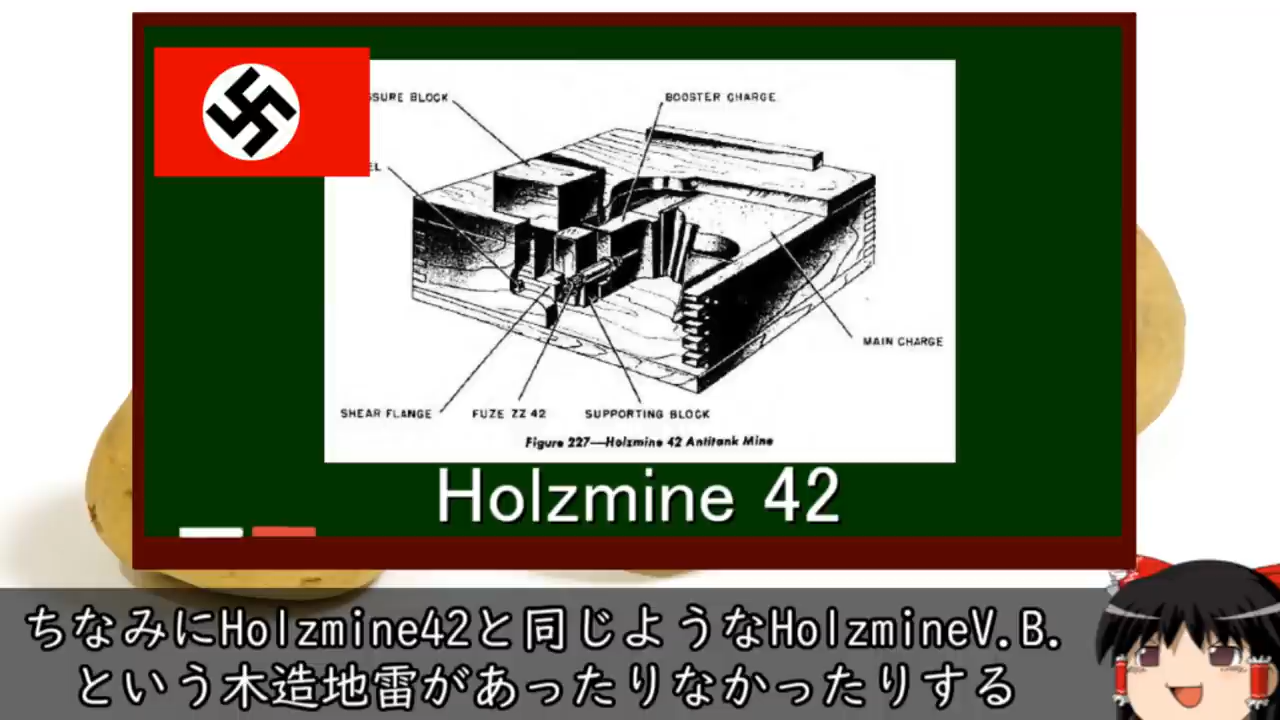 SSURE BLOCK
BOOSTER CHARGE
EL
MAIN CHARGE
SHEAR FLANGE
FUZE ZZ 42
SUPPORTING BLOCK
Figure 227—Holzmine 42 Antitank Mine
Holzmine 42
ちなみにHolzmine42と同じようなHolzmineV.B.
という木造地雷があったりなかったりする